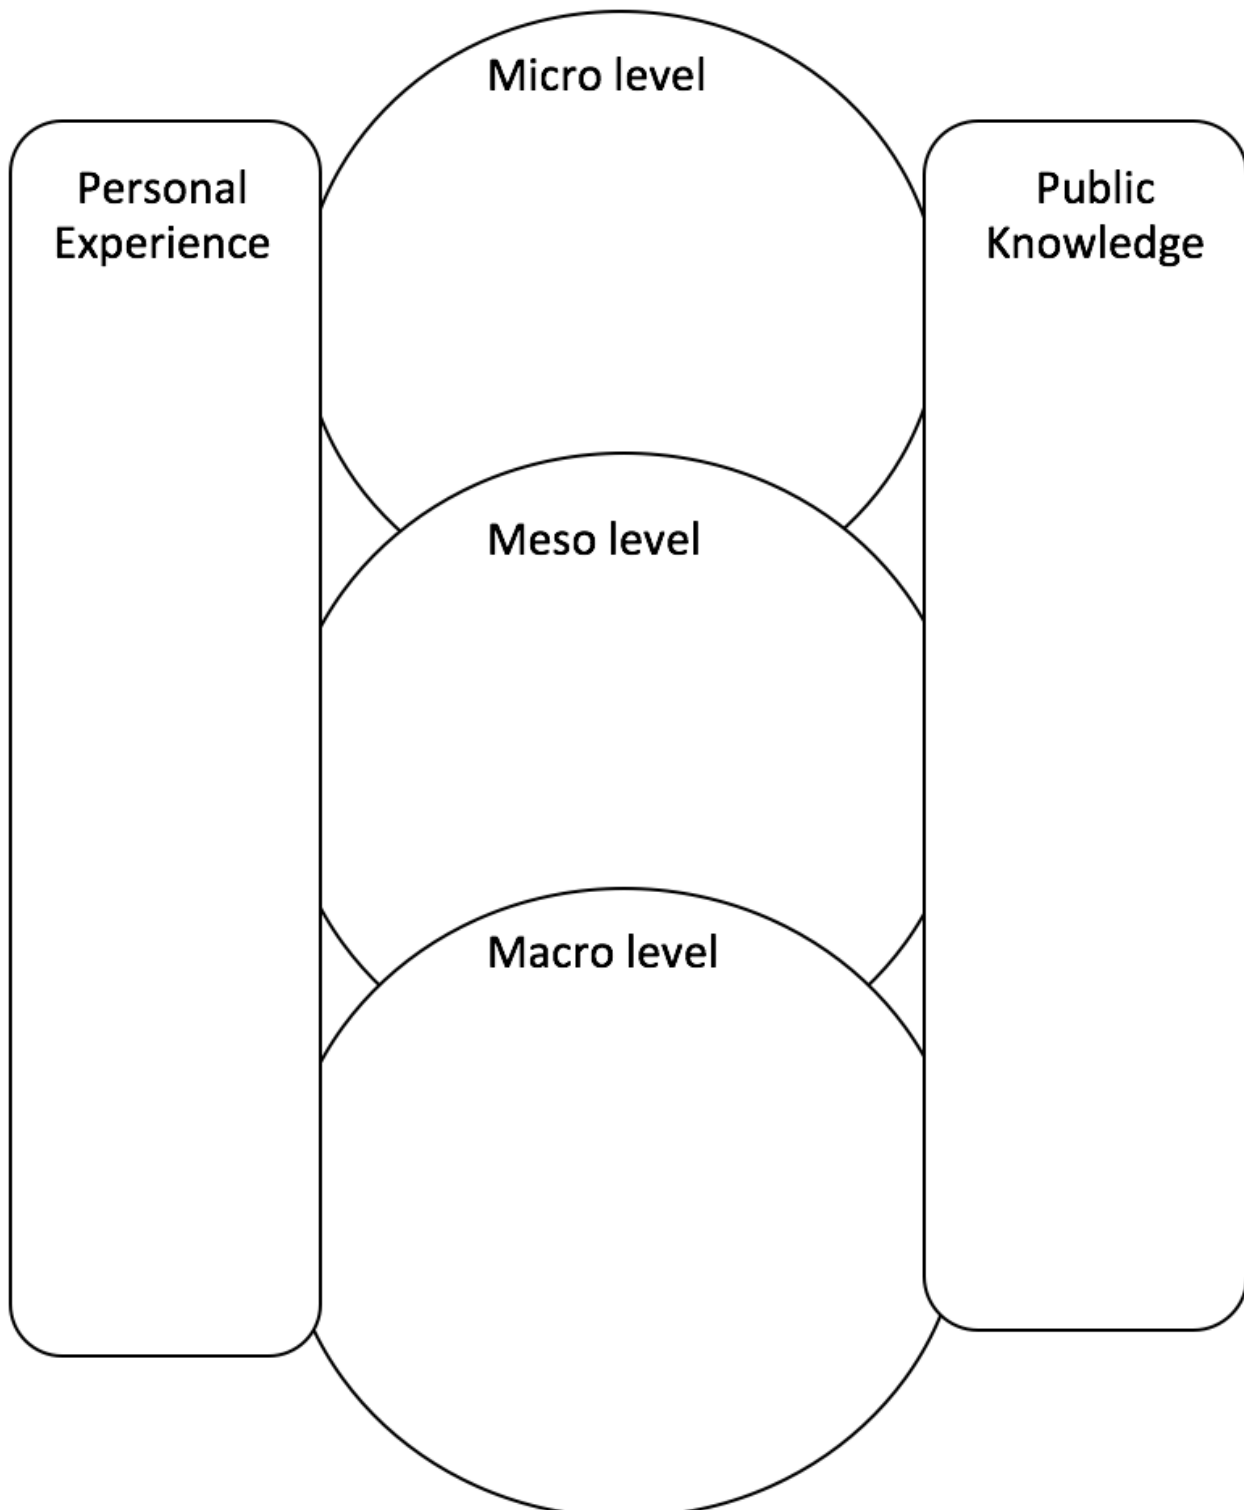 Micro level
Personal
Experience
Public
Knowledge
Meso level
Macro level